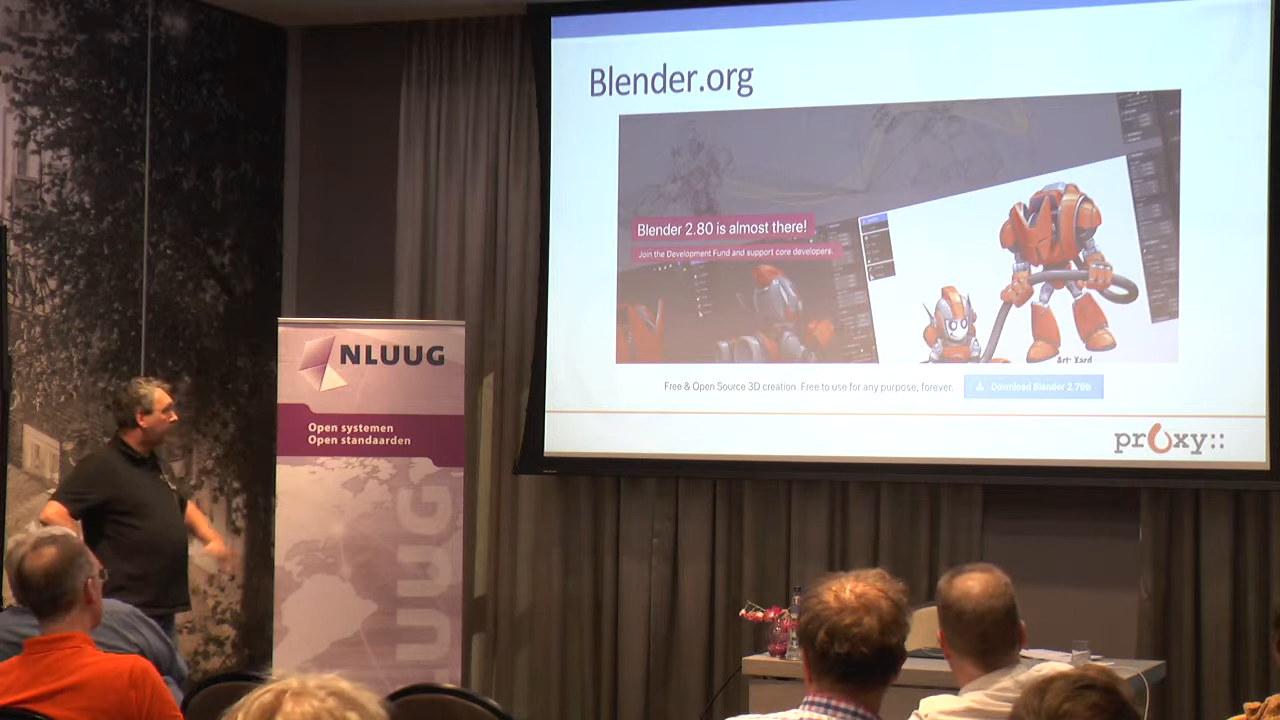 Blender.org
Blender 2.80 is almost there!
Join the Development Fund and support core developers.
Art: Xard
Free & Open Source 3D creation. Free to use for any purpose, forever.
Download Blender 2.79b
proxy::
NLUUG
Open systemen
Open standaarden
NLUUG